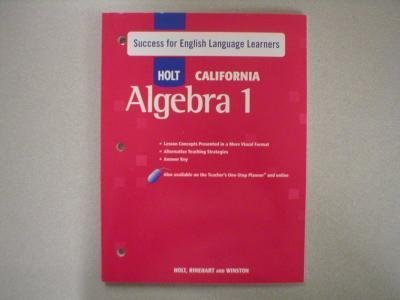 Success for English Language Learners
HOLT CALIFORNIA
Algebra 1
• Lesson Concepts Presented in a More Visual Format
• Alternative Teaching Strategies
• Answer Key
Also available on the Teacher's One-Stop Planner® and online
HOLT, RINEHART AND WINSTON